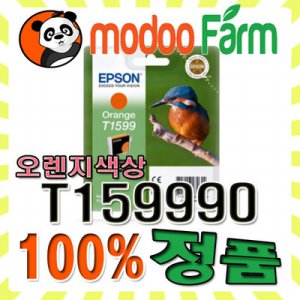 modoo Farm
EPSON
EXCEED YOUR VISION
Orange
T1599
오렌지색상
T159990
100% 정품